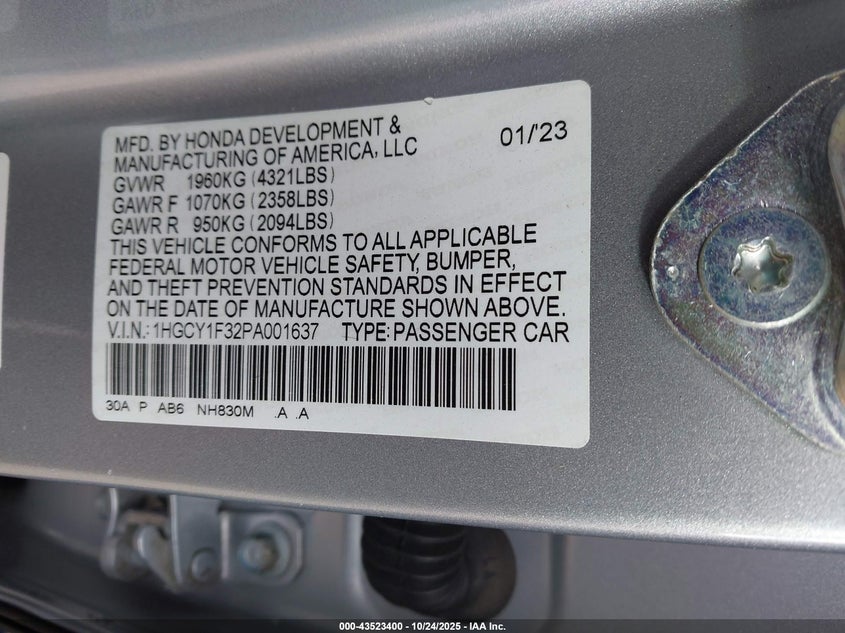 MFD. BY HONDA DEVELOPMENT &
MANUFACTURING OF AMERICA, LLC 01/'23
GVWR 1960KG (4321LBS)
GAWR F 1070KG (2358LBS)
GAWR R 950KG (2094LBS)
THIS VEHICLE CONFORMS TO ALL APPLICABLE
FEDERAL MOTOR VEHICLE SAFETY, BUMPER,
AND THEFT PREVENTION STANDARDS IN EFFECT
ON THE DATE OF MANUFACTURE SHOWN ABOVE.
V.I.N.: 1HGCY1F32PA001637 TYPE: PASSENGER CAR
30A P AB6 NH830M .A .A
000-43523400 - 10/24/2025 - IAA Inc.